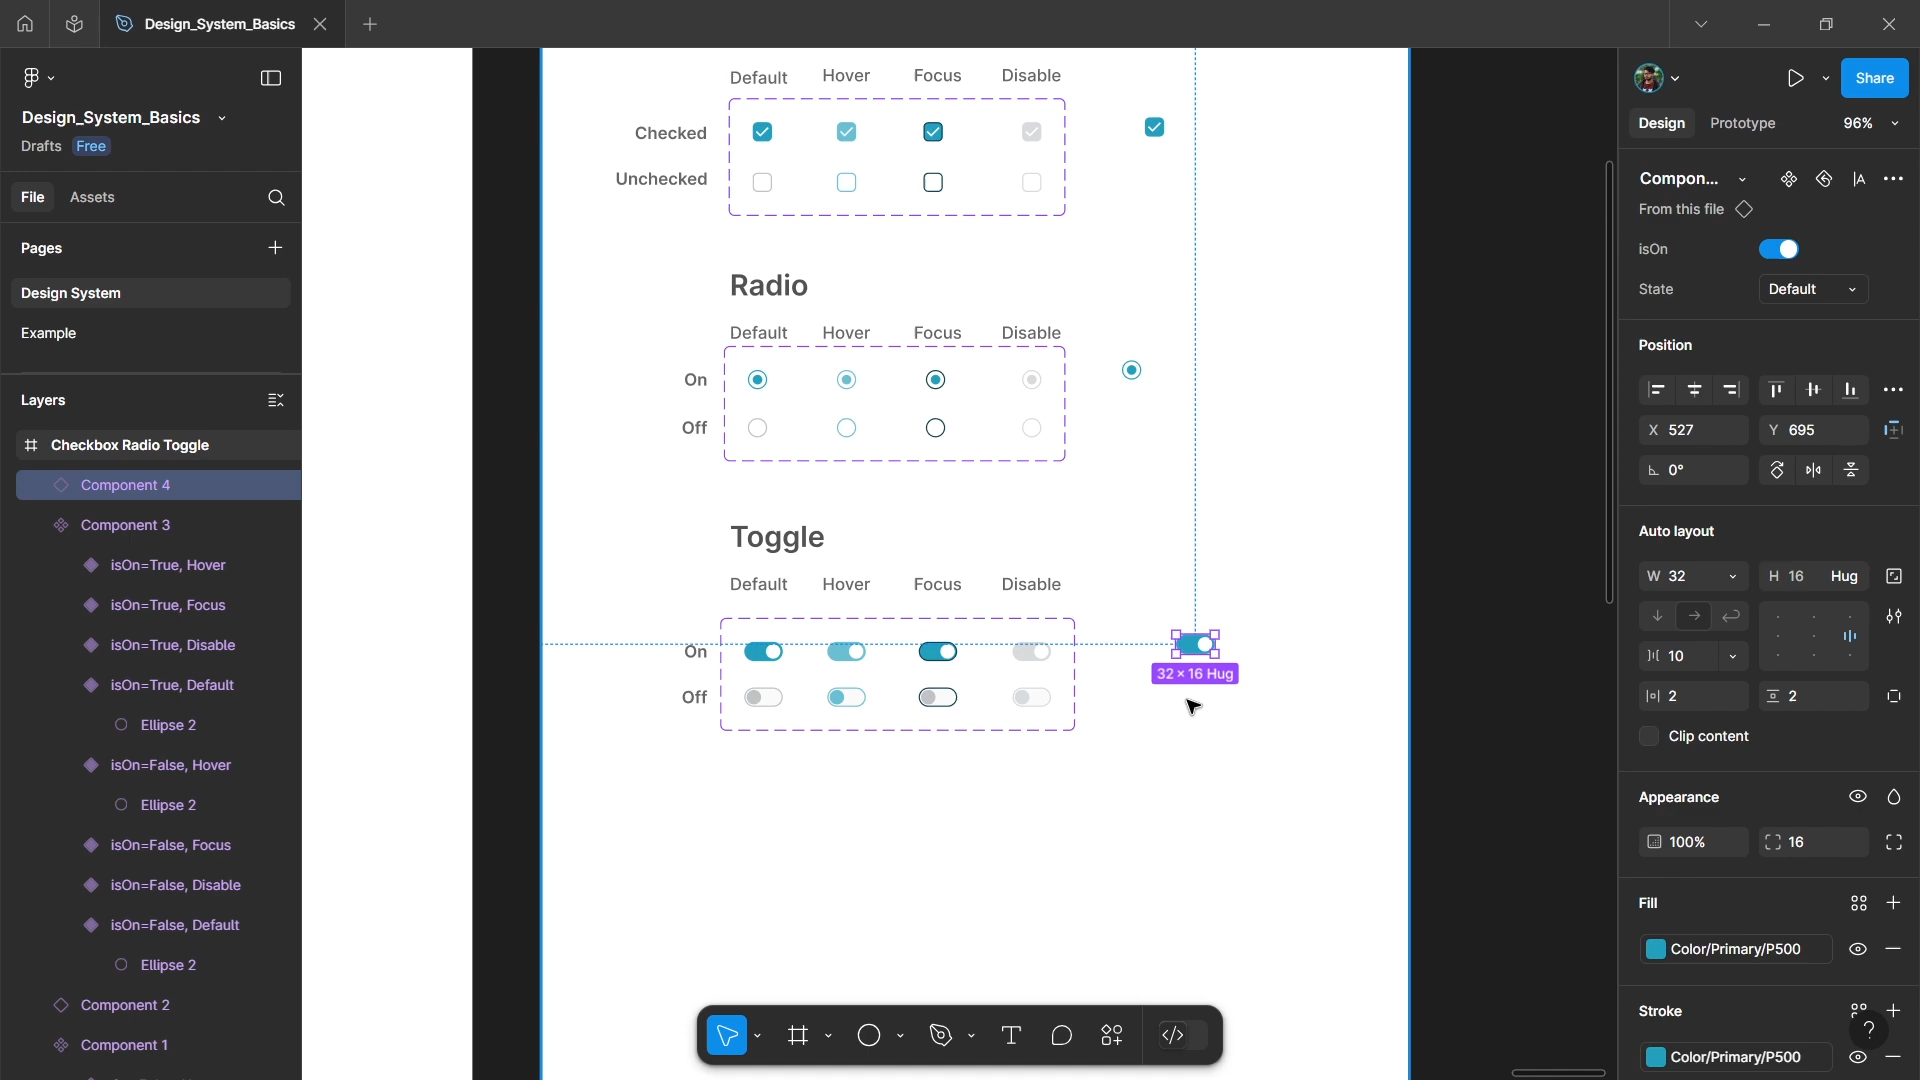 Design_System_Basics
Design_System_Basics
Drafts Free
File Assets
Pages
Design System
Example
Layers
Checkbox Radio Toggle
Component 4
Component 3
isOn=True, Hover
isOn=True, Focus
isOn=True, Disable
isOn=True, Default
Ellipse 2
isOn=False, Hover
Ellipse 2
isOn=False, Focus
isOn=False, Disable
isOn=False, Default
Ellipse 2
Component 2
Component 1
Default Hover Focus Disable
Checked
Unchecked
Radio
Default Hover Focus Disable
On
Off
Toggle
Default Hover Focus Disable
On
Off
32 × 16 Hug
Share
Design Prototype 96%
Compon...
From this file
isOn
State Default
Position
X 527 Y 695
0°
Auto layout
W 32 H 16 Hug
10
2 2
Clip content
Appearance
100% 16
Fill
Color/Primary/P500
Stroke
?
Color/Primary/P500